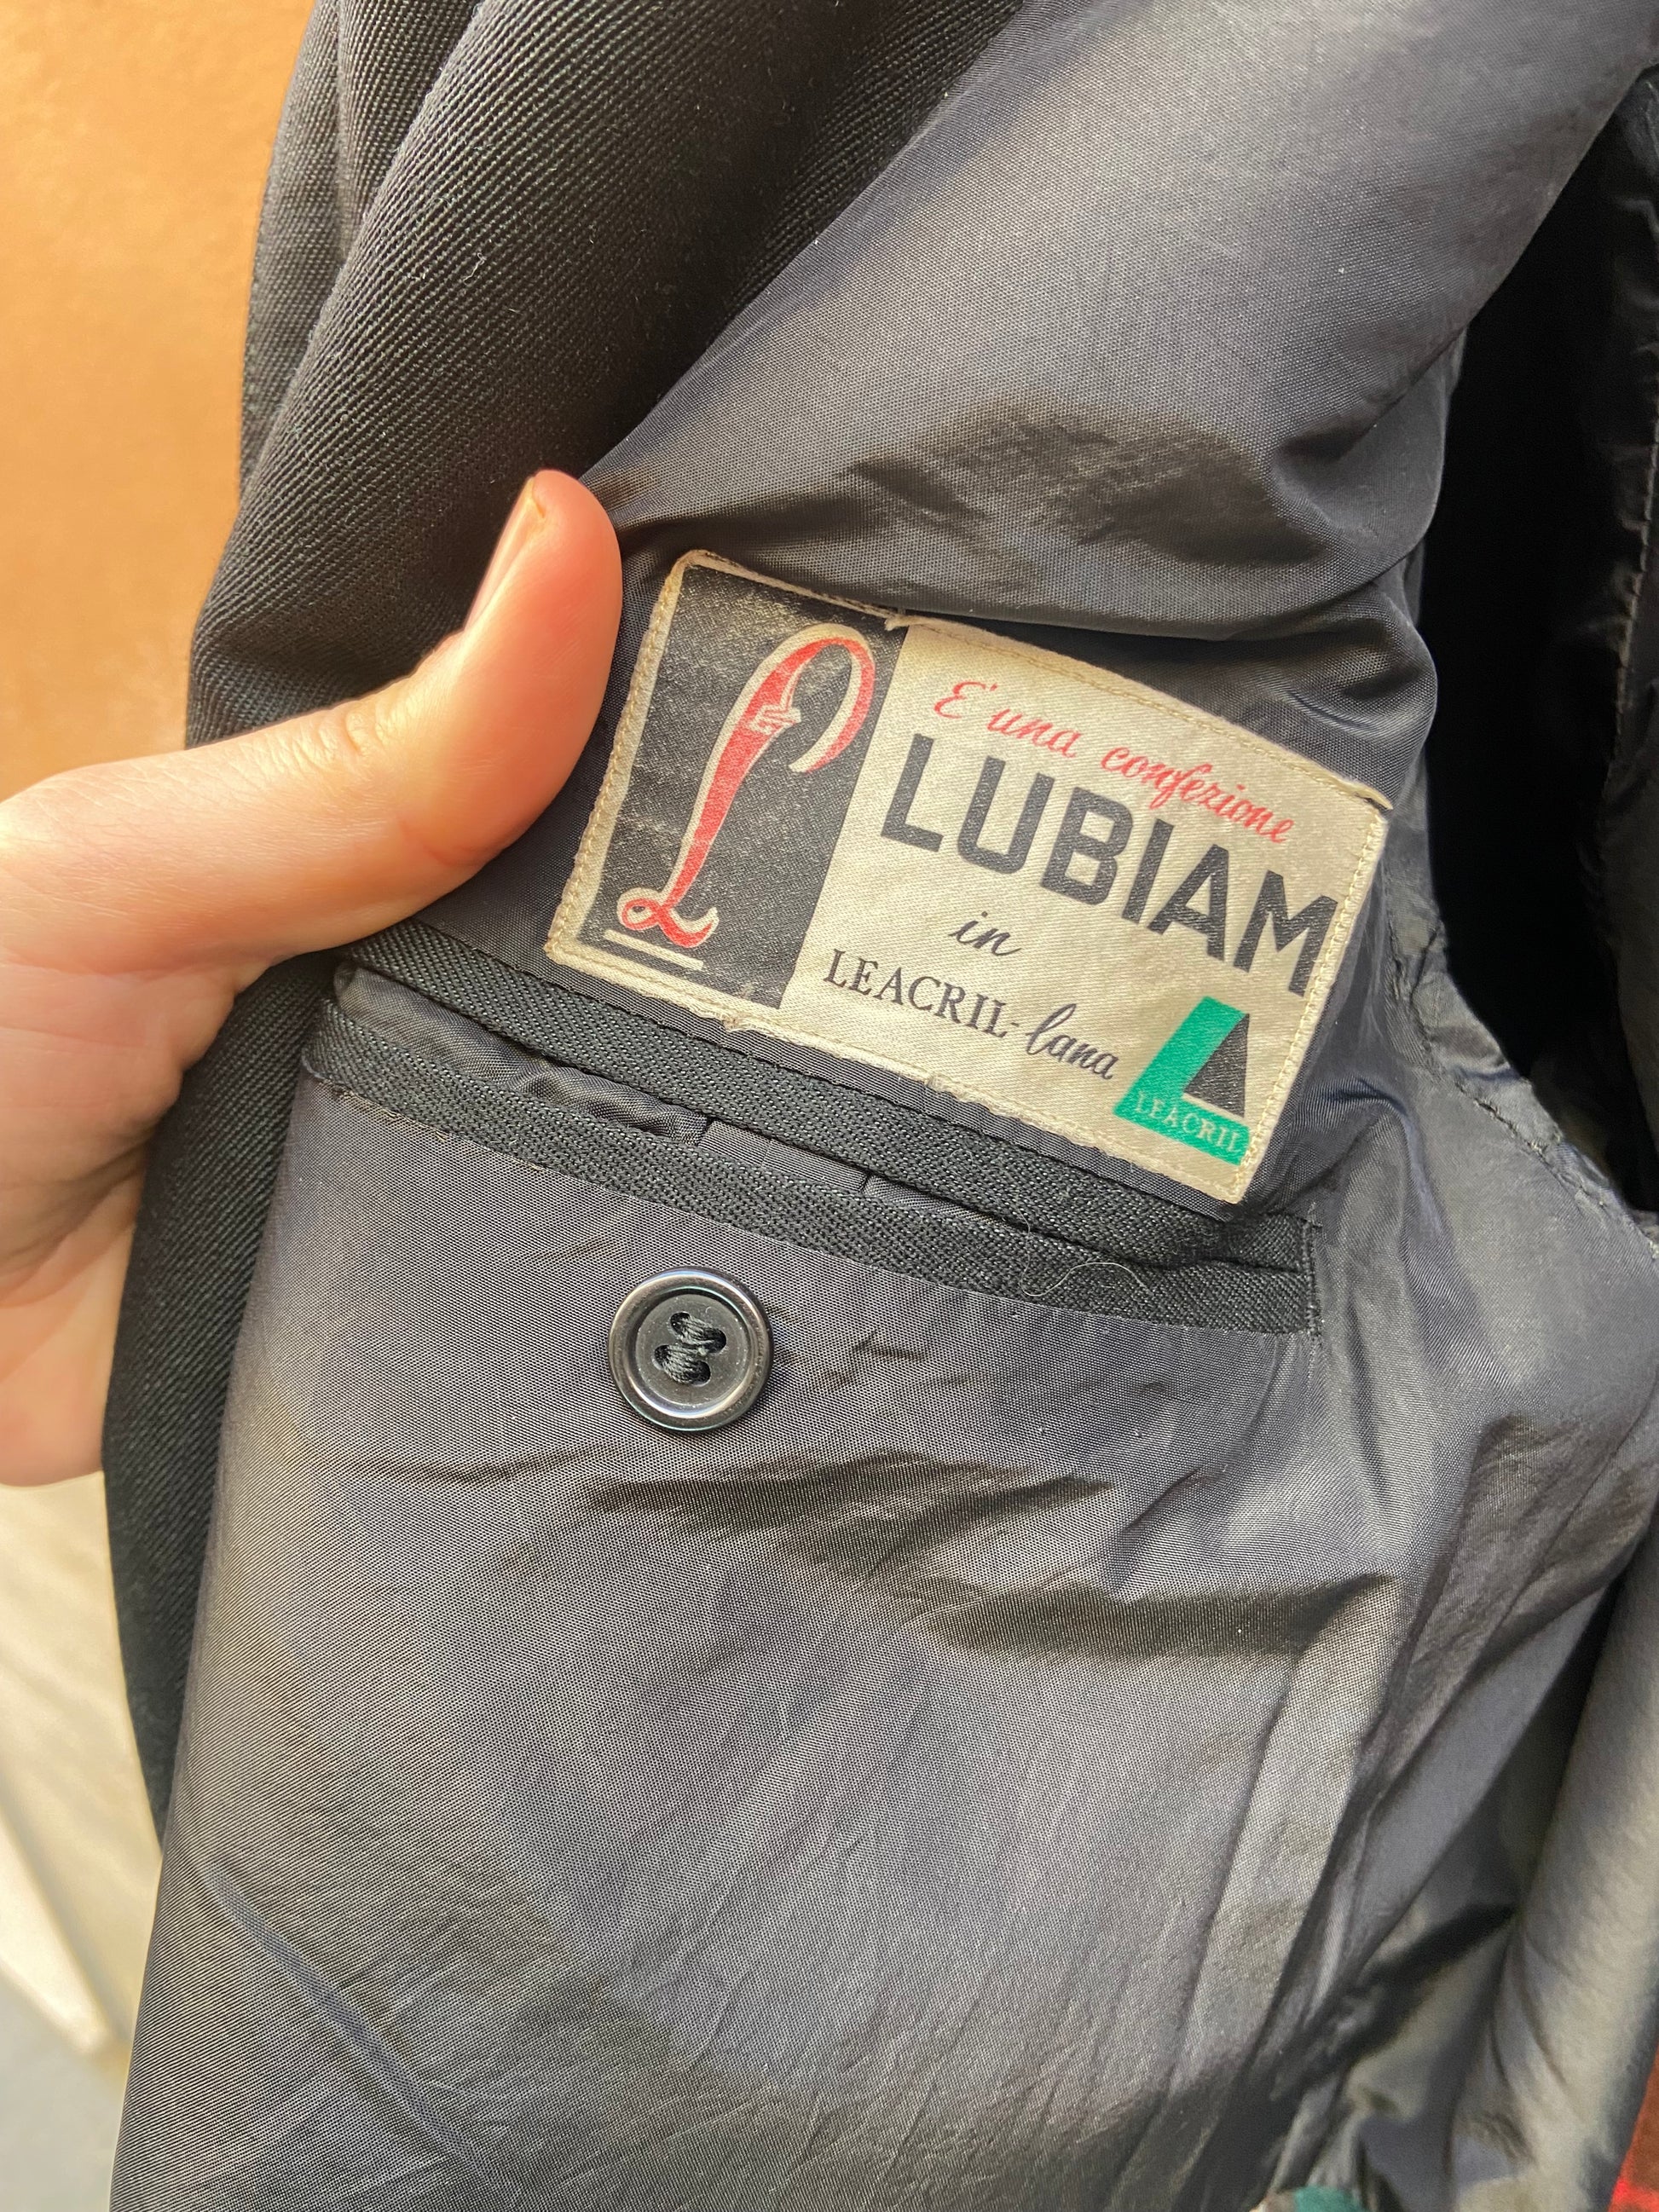 L
E' una confezione
LUBIAM
in
LEACRIL-lana
LEACRIL